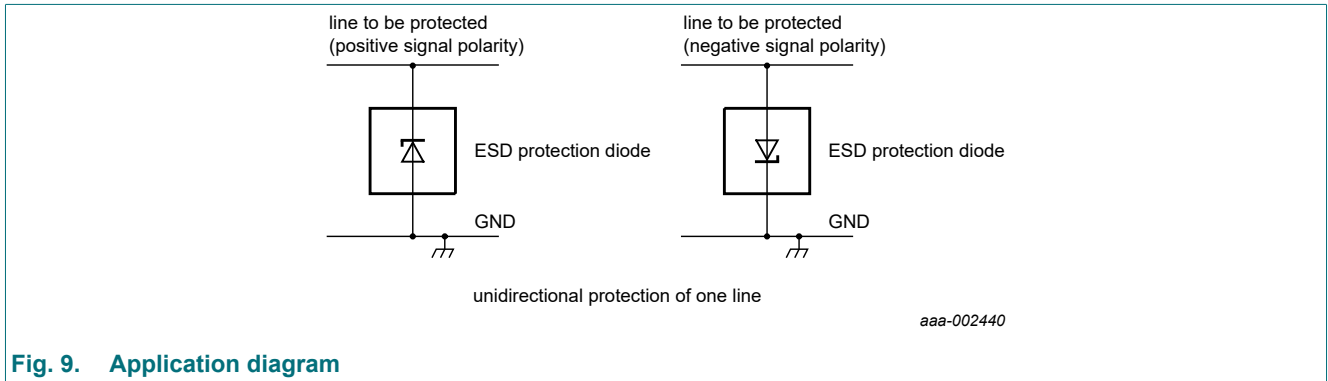 line to be protected
(positive signal polarity)
line to be protected
(negative signal polarity)
ESD protection diode
ESD protection diode
GND
GND
unidirectional protection of one line
aaa-002440
Fig. 9. Application diagram